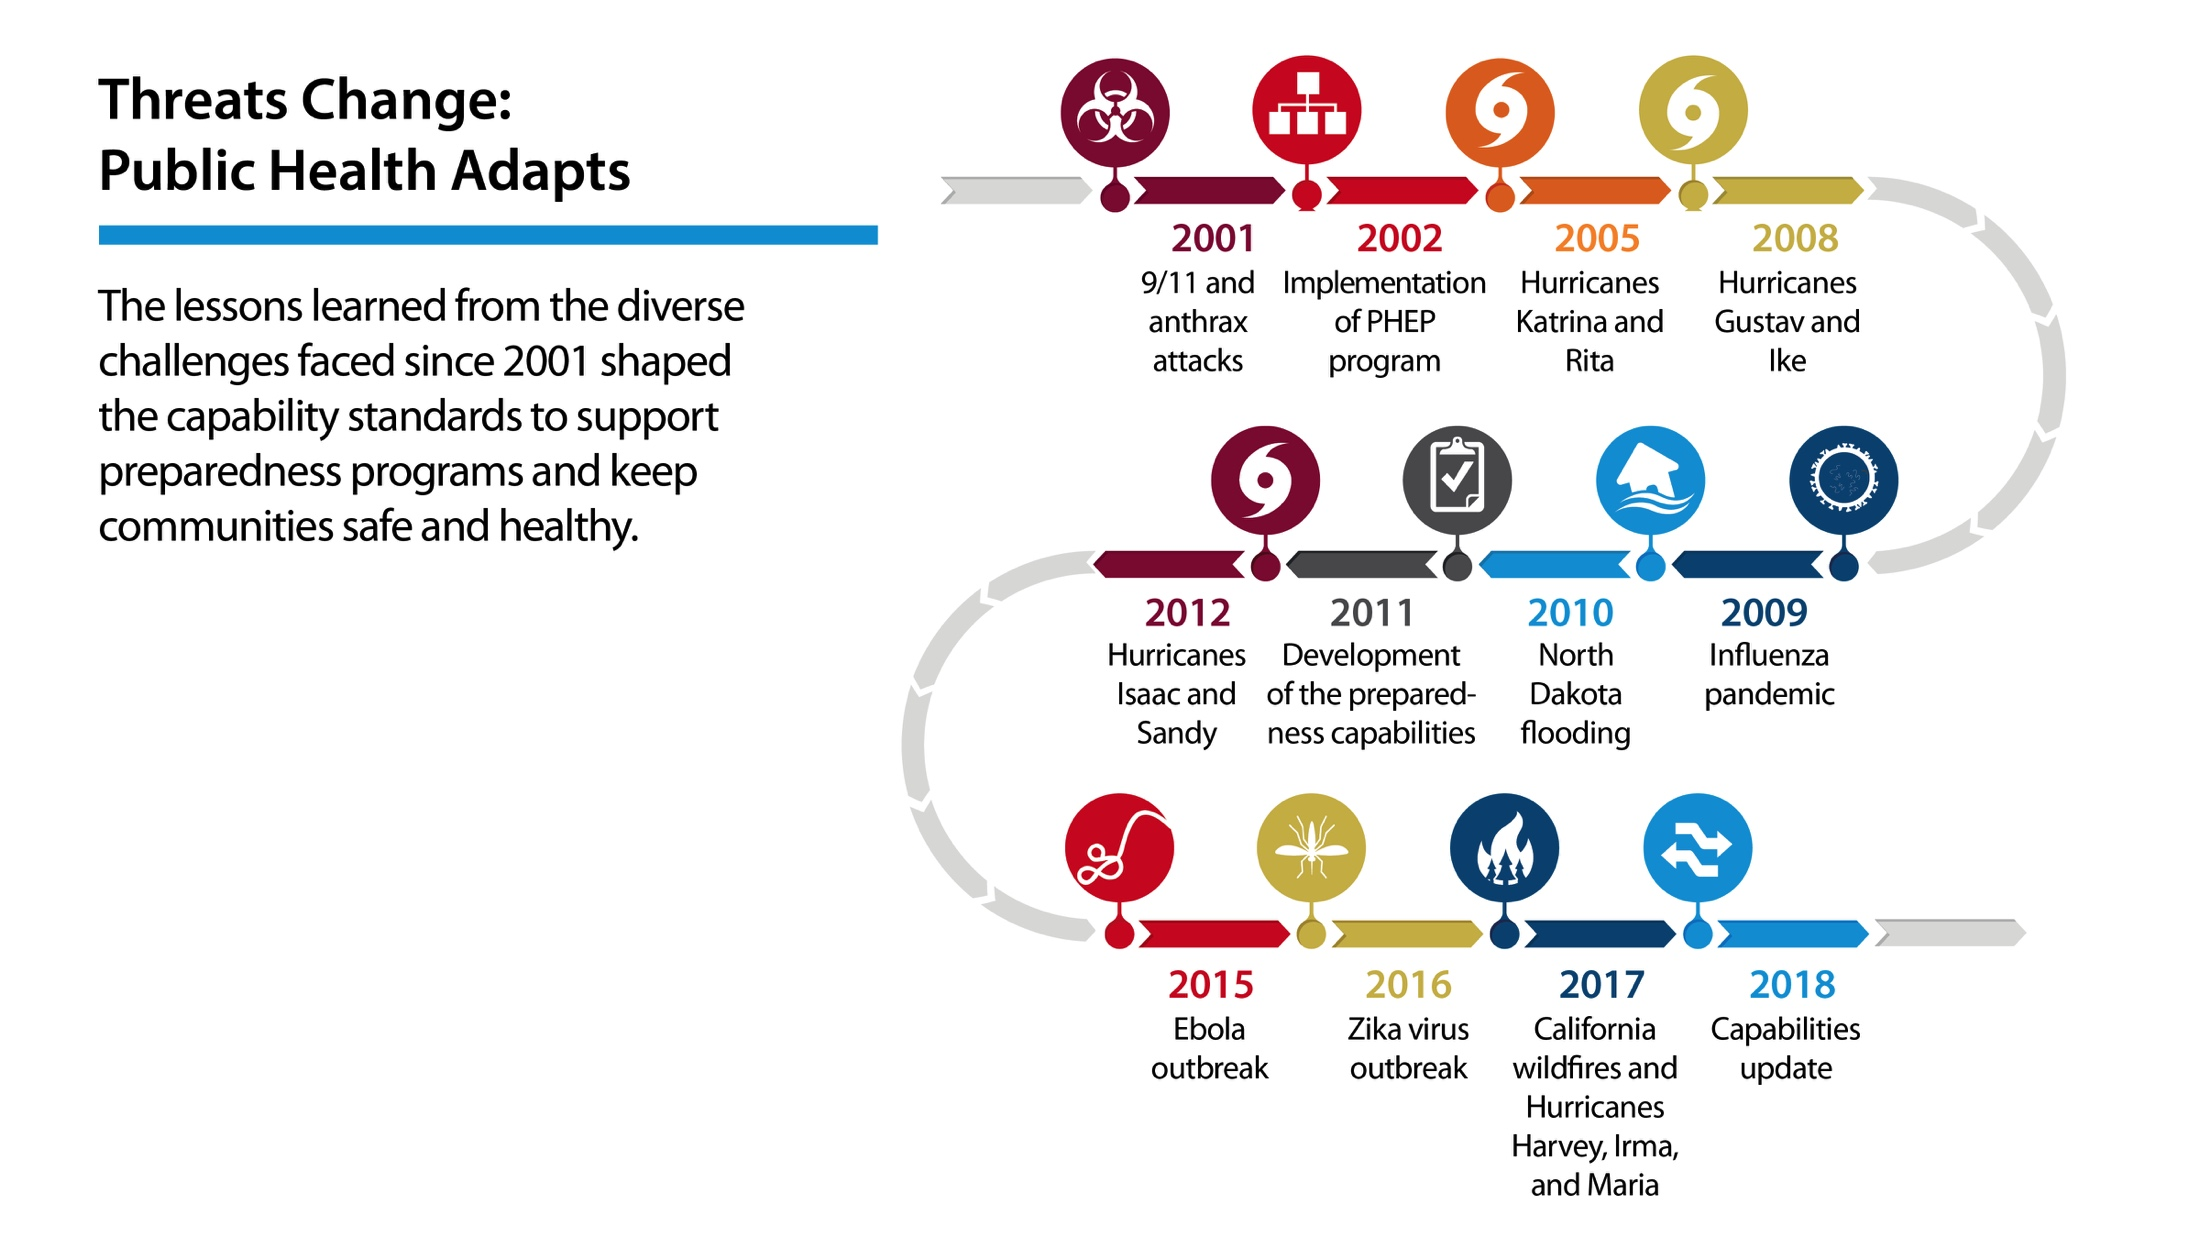 Threats Change:
Public Health Adapts
The lessons learned from the diverse
challenges faced since 2001 shaped
the capability standards to support
preparedness programs and keep
communities safe and healthy.
2001
9/11 and
anthrax
attacks
2002
Implementation
of PHEP
program
2005
Hurricanes
Katrina and
Rita
2008
Hurricanes
Gustav and
Ike
2009
Influenza
pandemic
2010
North
Dakota
flooding
2011
Development
of the prepared-
ness capabilities
2012
Hurricanes
Isaac and
Sandy
2015
Ebola
outbreak
2016
Zika virus
outbreak
2017
California
wildfires and
Hurricanes
Harvey, Irma,
and Maria
2018
Capabilities
update